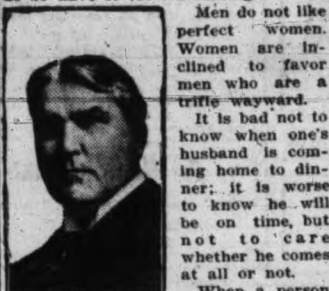 Men do not like
perfect women.
Women are in-
clined to favor
men who are a
trifle wayward.
It is bad not to
know when one's
husband is com-
ing home to din-
ner; it is worse
to know he will
be on time, but
not to care
whether he comes
at all or not.
When a person